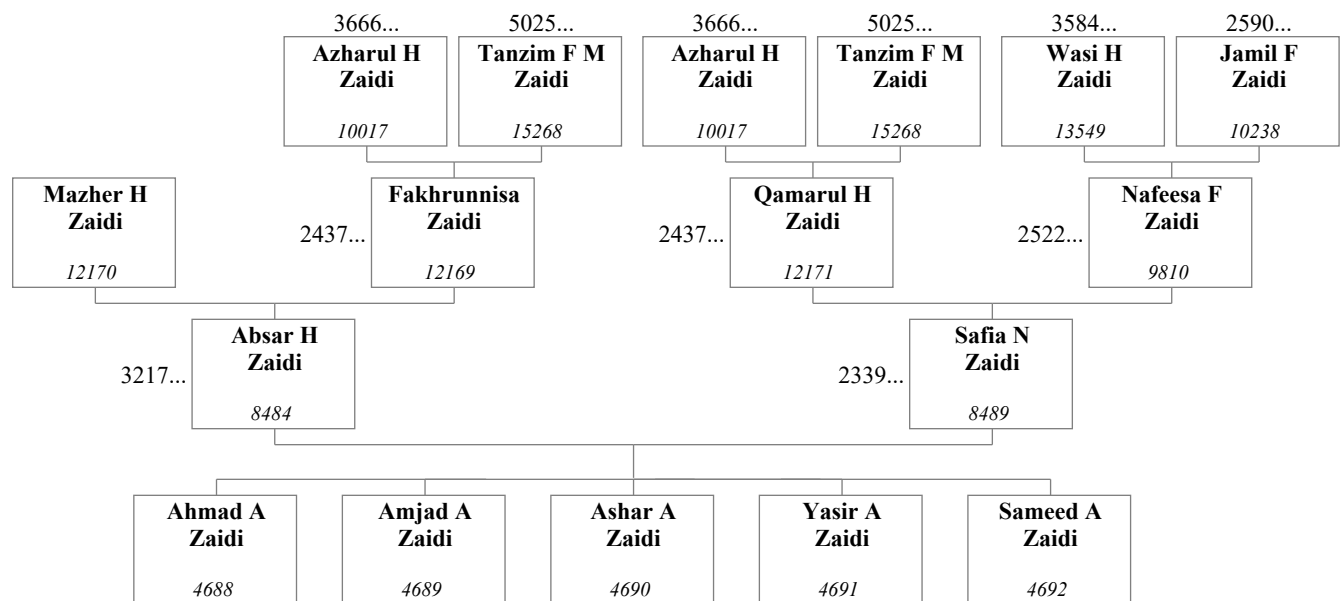 3666... 5025... 3666... 5025... 3584... 2590...
Azharul H Tanzim F M Azharul H Tanzim F M Wasi H Jamil F
Zaidi Zaidi Zaidi Zaidi Zaidi Zaidi
10017 15268 10017 15268 13549 10238
Mazher H Fakhrunnisa Qamarul H Nafeesa F
Zaidi Zaidi Zaidi Zaidi
2437... 2437... 2522...
12170 12169 12171 9810
Absar H Safia N
Zaidi Zaidi
3217... 2339...
8484 8489
Ahmad A Amjad A Ashar A Yasir A Sameed A
Zaidi Zaidi Zaidi Zaidi Zaidi
4688 4689 4690 4691 4692